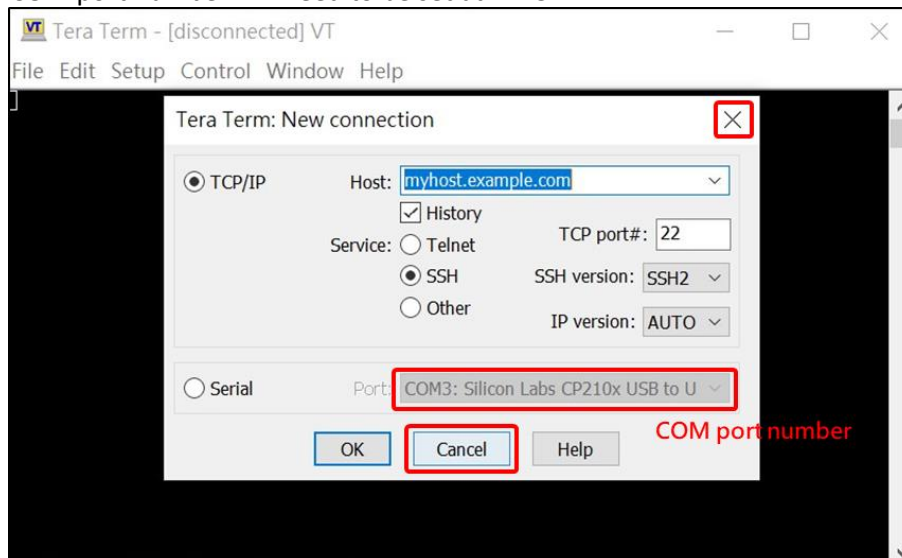 VT Tera Term - [disconnected] VT
File Edit Setup Control Window Help
Tera Term: New connection
TCP/IP Host: myhost.example.com
History
Service: Telnet TCP port#: 22
SSH SSH version: SSH2
Other IP version: AUTO
Serial Port: COM3: Silicon Labs CP210x USB to U
COM port number
OK Cancel Help